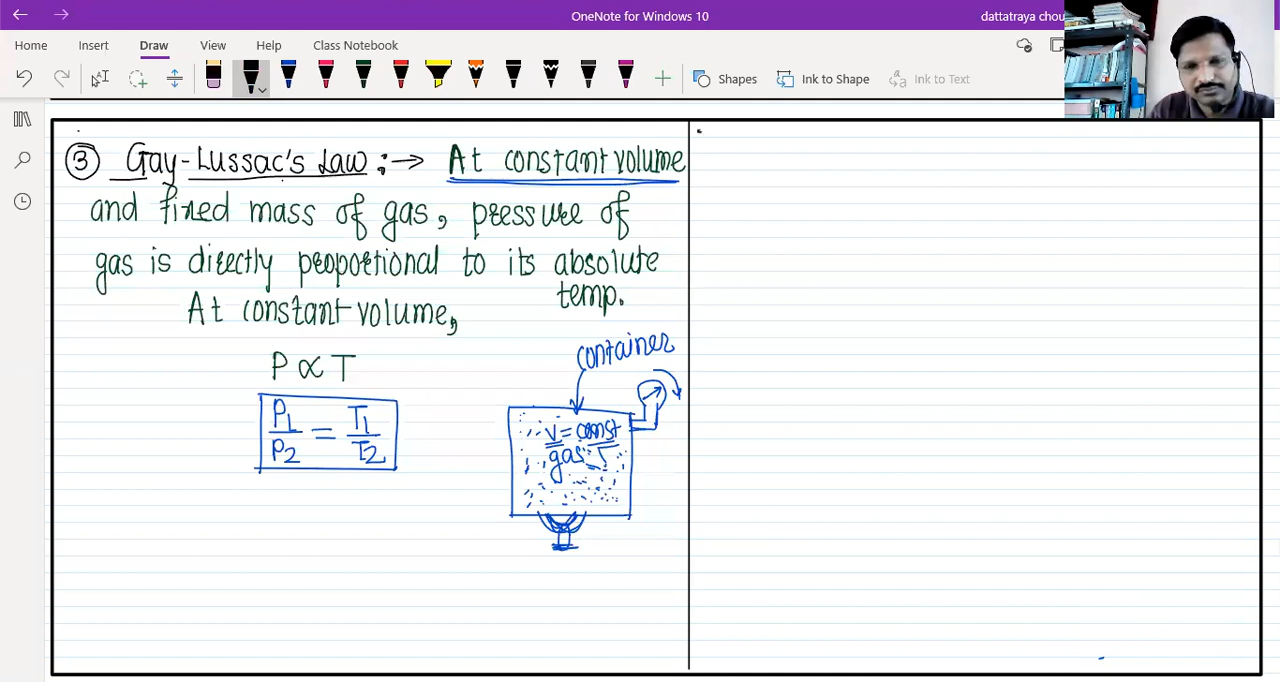 OneNote for Windows 10
dattatraya chou
Home Insert Draw View Help Class Notebook
Shapes Ink to Shape Ink to Text
③ Gay-Lussac's Law :→ At constant volume
and fixed mass of gas, pressure of
gas is directly proportional to its absolute
temp.
At constant volume,
P ∝ T
P1/P2 = T1/T2
container
V = const
gas